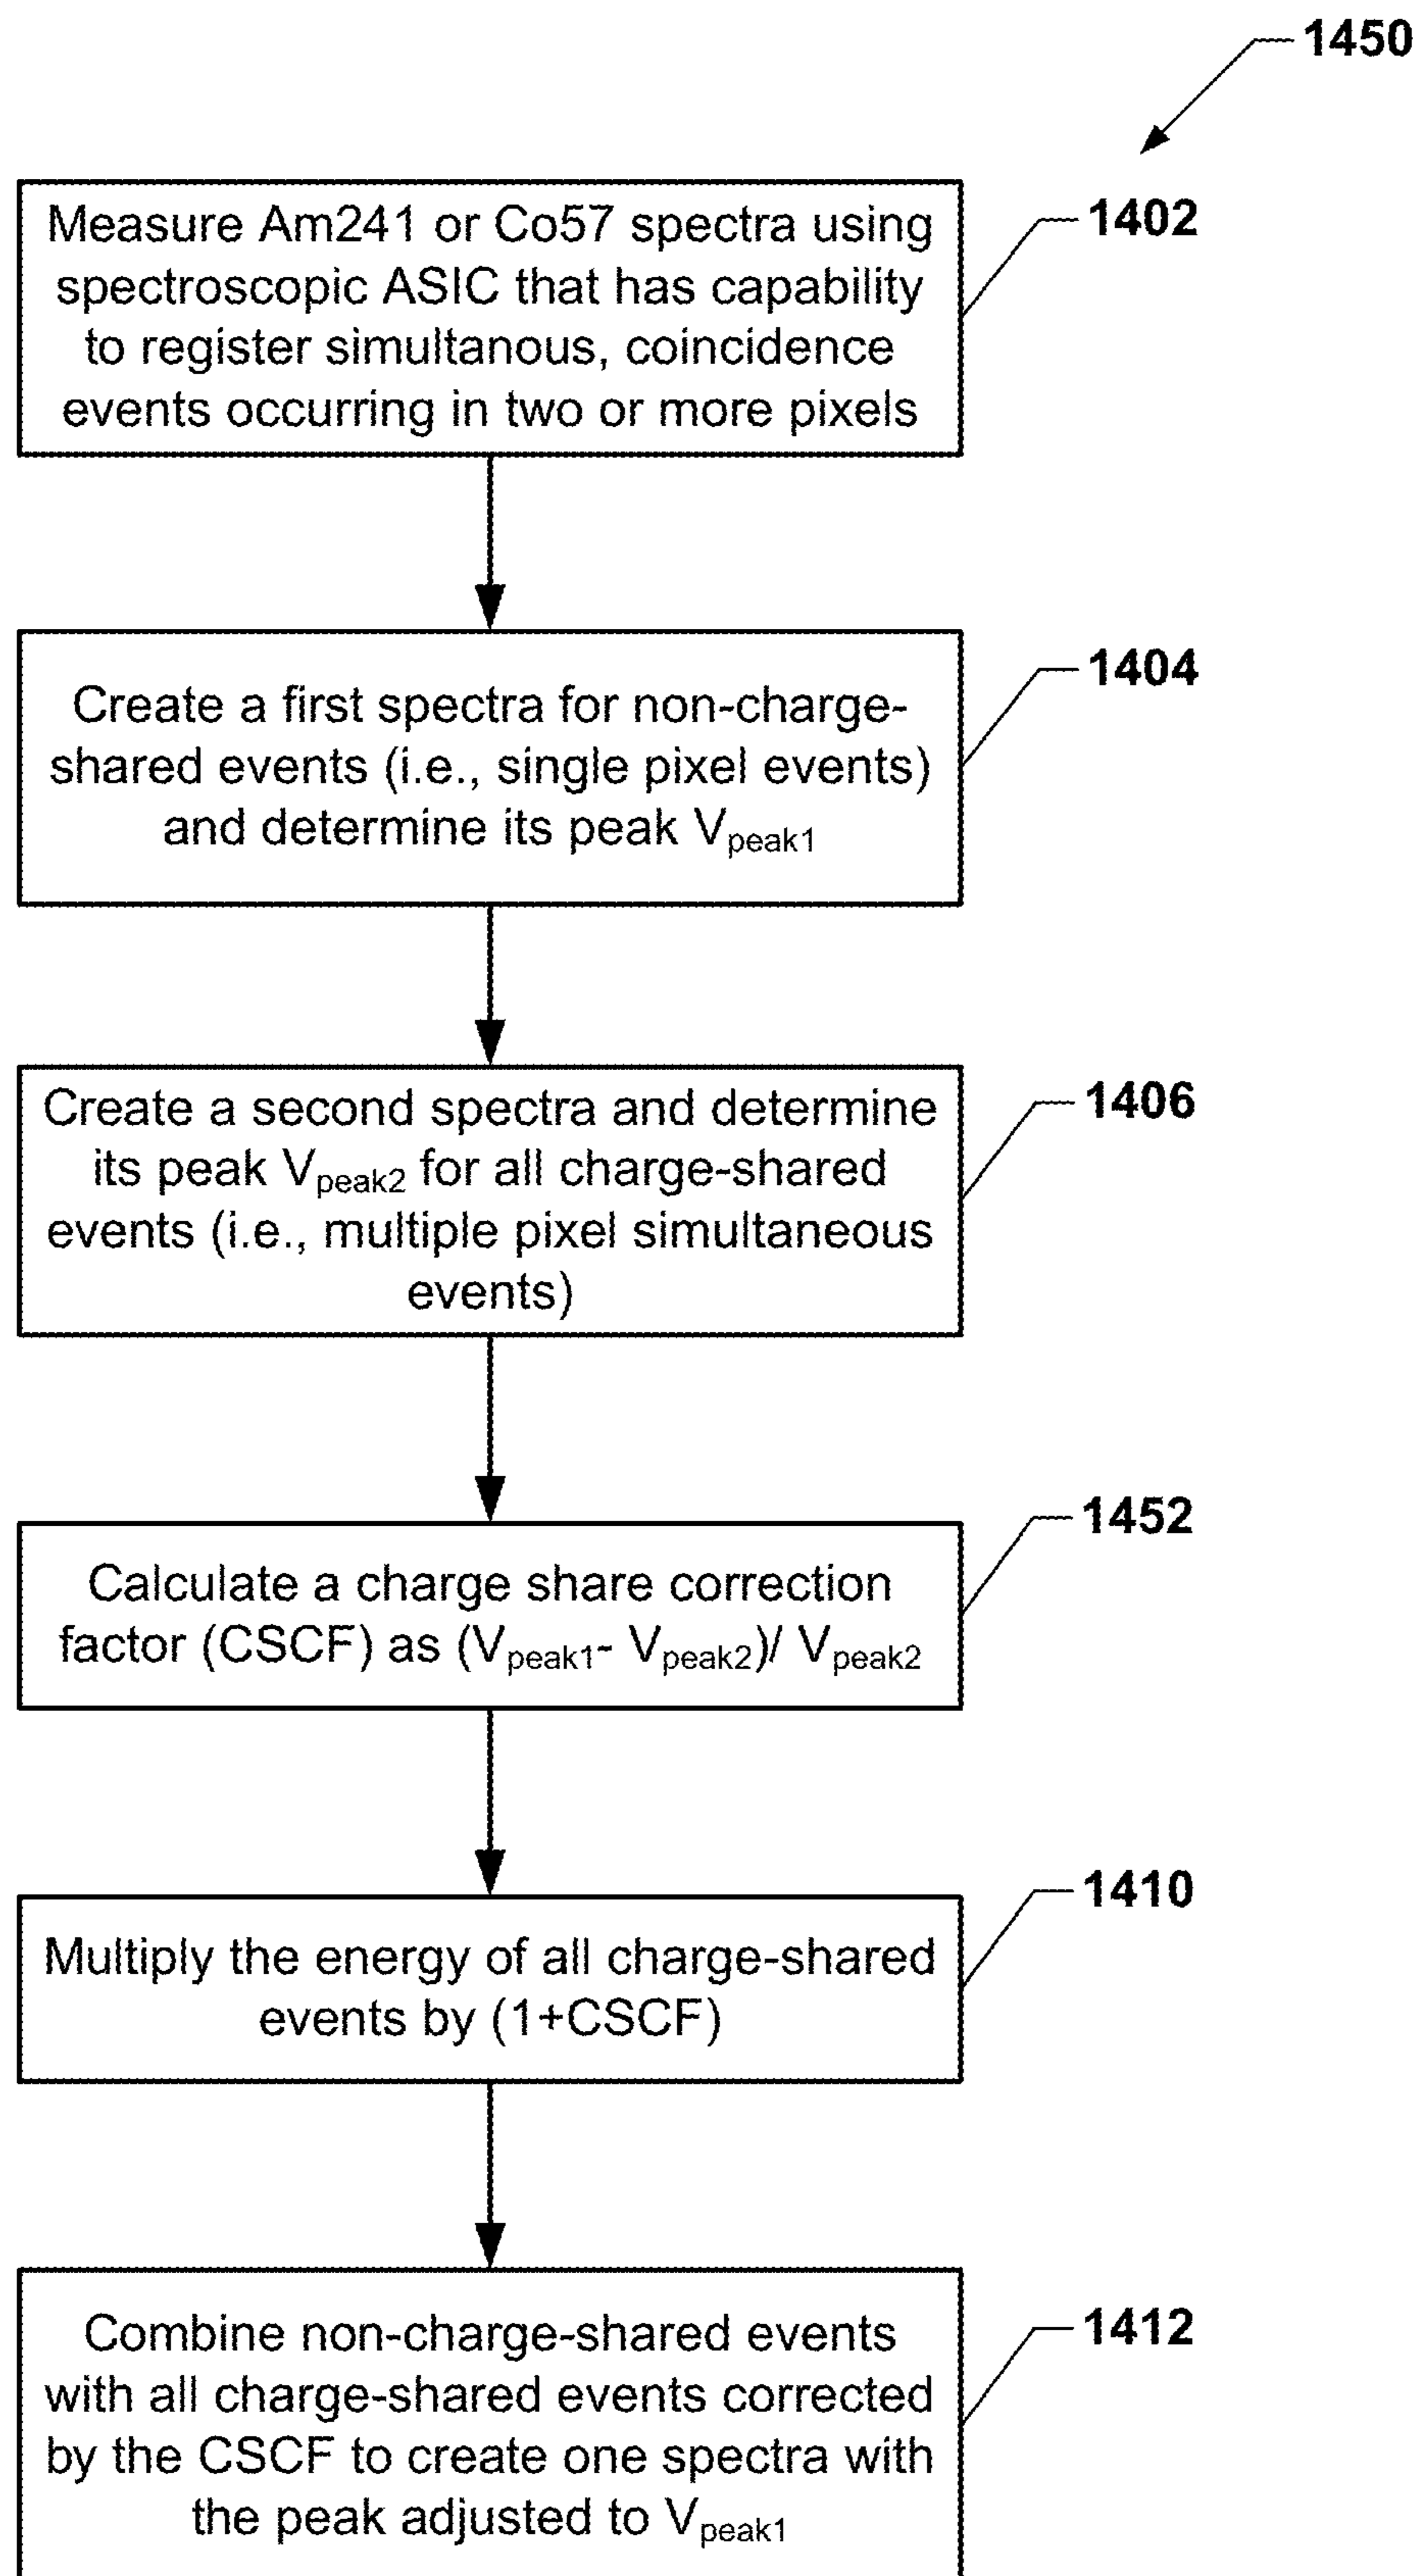 1450
Measure Am241 or Co57 spectra using
spectroscopic ASIC that has capability
to register simultanous, coincidence
events occurring in two or more pixels
1402
Create a first spectra for non-charge-
shared events (i.e., single pixel events)
and determine its peak Vpeak1
1404
Create a second spectra and determine
its peak Vpeak2 for all charge-shared
events (i.e., multiple pixel simultaneous
events)
1406
Calculate a charge share correction
factor (CSCF) as (Vpeak1- Vpeak2)/ Vpeak2
1452
Multiply the energy of all charge-shared
events by (1+CSCF)
1410
Combine non-charge-shared events
with all charge-shared events corrected
by the CSCF to create one spectra with
the peak adjusted to Vpeak1
1412